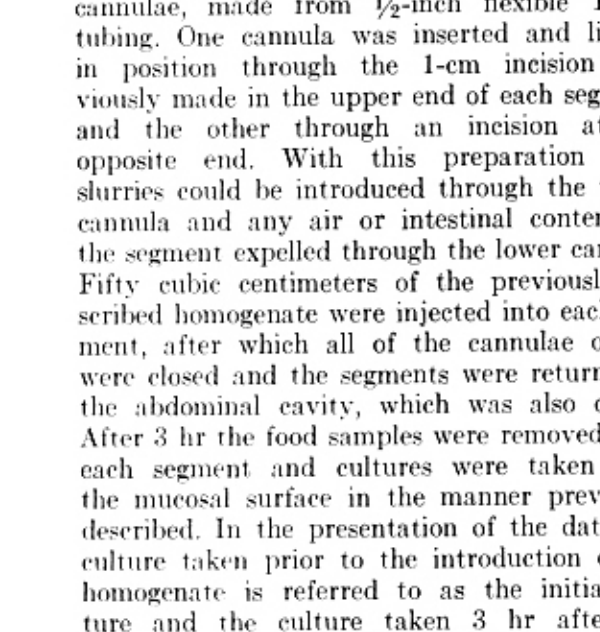 cannulae, made from ½-inch flexible
tubing. One cannula was inserted and li
in position through the 1-cm incision
viously made in the upper end of each seg
and the other through an incision at
opposite end. With this preparation
slurries could be introduced through the
cannula and any air or intestinal conten
the segment expelled through the lower can
Fifty cubic centimeters of the previousl
scribed homogenate were injected into eac
ment, after which all of the cannulae o
were closed and the segments were return
the abdominal cavity, which was also c
After 3 hr the food samples were removed
each segment and cultures were taken
the mucosal surface in the manner prev
described. In the presentation of the dat
culture taken prior to the introduction
homogenate is referred to as the initia
ture and the culture taken 3 hr afte